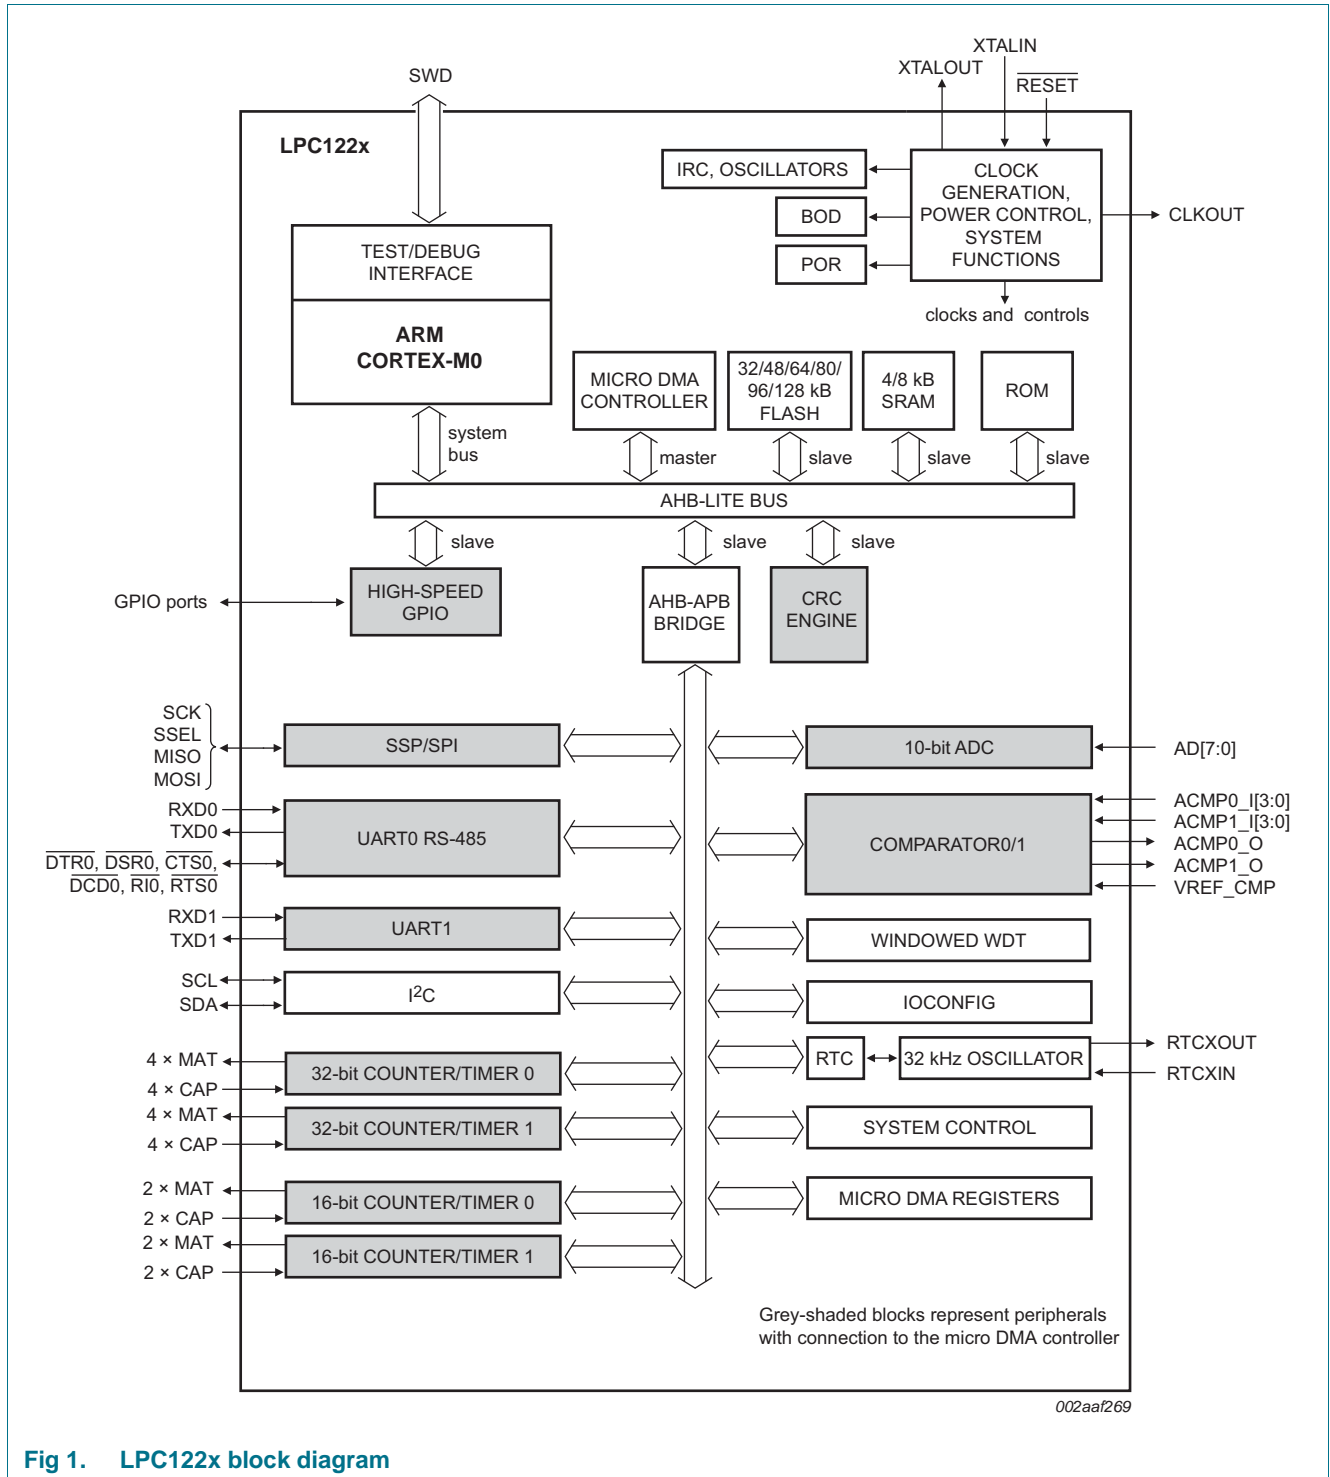 XTALIN
XTALOUT
RESET
SWD
LPC122x
IRC, OSCILLATORS
BOD
POR
CLOCK
GENERATION,
POWER CONTROL,
SYSTEM
FUNCTIONS
CLKOUT
clocks and controls
TEST/DEBUG
INTERFACE
ARM
CORTEX-M0
MICRO DMA
CONTROLLER
32/48/64/80/
96/128 kB
FLASH
4/8 kB
SRAM
ROM
system
bus
master
slave
slave
slave
AHB-LITE BUS
slave
slave
slave
GPIO ports
HIGH-SPEED
GPIO
AHB-APB
BRIDGE
CRC
ENGINE
SCK
SSEL
MISO
MOSI
SSP/SPI
10-bit ADC
AD[7:0]
RXD0
TXD0
DTR0, DSR0, CTS0,
DCD0, RI0, RTS0
UART0 RS-485
COMPARATOR0/1
ACMP0_I[3:0]
ACMP1_I[3:0]
ACMP0_O
ACMP1_O
VREF_CMP
RXD1
TXD1
UART1
WINDOWED WDT
SCL
SDA
I2C
IOCONFIG
4 × MAT
4 × CAP
32-bit COUNTER/TIMER 0
RTC
32 kHz OSCILLATOR
RTCXOUT
RTCXIN
4 × MAT
4 × CAP
32-bit COUNTER/TIMER 1
SYSTEM CONTROL
2 × MAT
2 × CAP
16-bit COUNTER/TIMER 0
MICRO DMA REGISTERS
2 × MAT
2 × CAP
16-bit COUNTER/TIMER 1
Grey-shaded blocks represent peripherals
with connection to the micro DMA controller
002aaf269
Fig 1. LPC122x block diagram